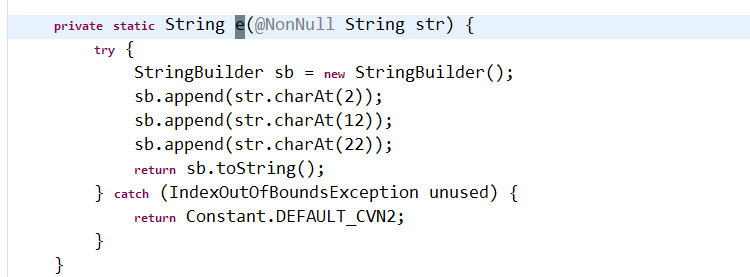 private static String e(@NonNull String str) {
try {
StringBuilder sb = new StringBuilder();
sb.append(str.charAt(2));
sb.append(str.charAt(12));
sb.append(str.charAt(22));
return sb.toString();
} catch (IndexOutOfBoundsException unused) {
return Constant.DEFAULT_CVN2;
}
}